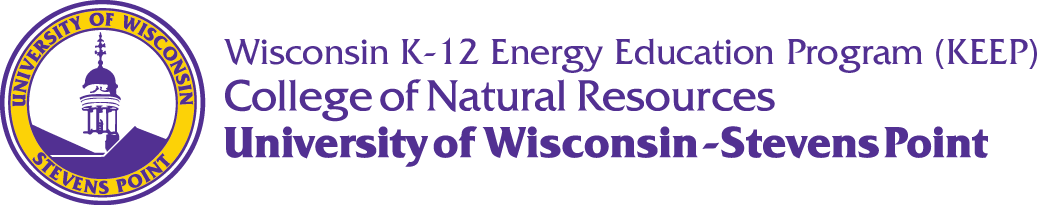 UNIVERSITY OF WISCONSIN
STEVENS POINT
Wisconsin K-12 Energy Education Program (KEEP)
College of Natural Resources
University of Wisconsin-Stevens Point